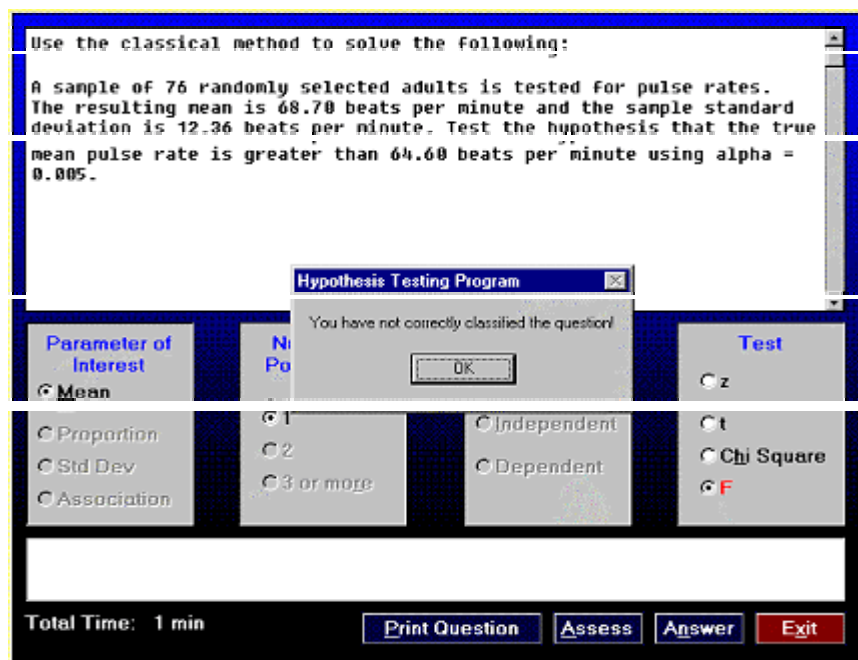 Use the classical method to solve the following:
A sample of 76 randomly selected adults is tested for pulse rates.
The resulting mean is 68.70 beats per minute and the sample standard
deviation is 12.36 beats per minute. Test the hypothesis that the true
mean pulse rate is greater than 64.60 beats per minute using alpha =
0.005.
Hypothesis Testing Program
You have not correctly classified the question!
OK
Parameter of
Interest
Mean
Proportion
Std Dev
Association
1
2
3 or more
Independent
Dependent
Test
z
t
Chi Square
F
Total Time: 1 min
Print Question
Assess
Answer
Exit